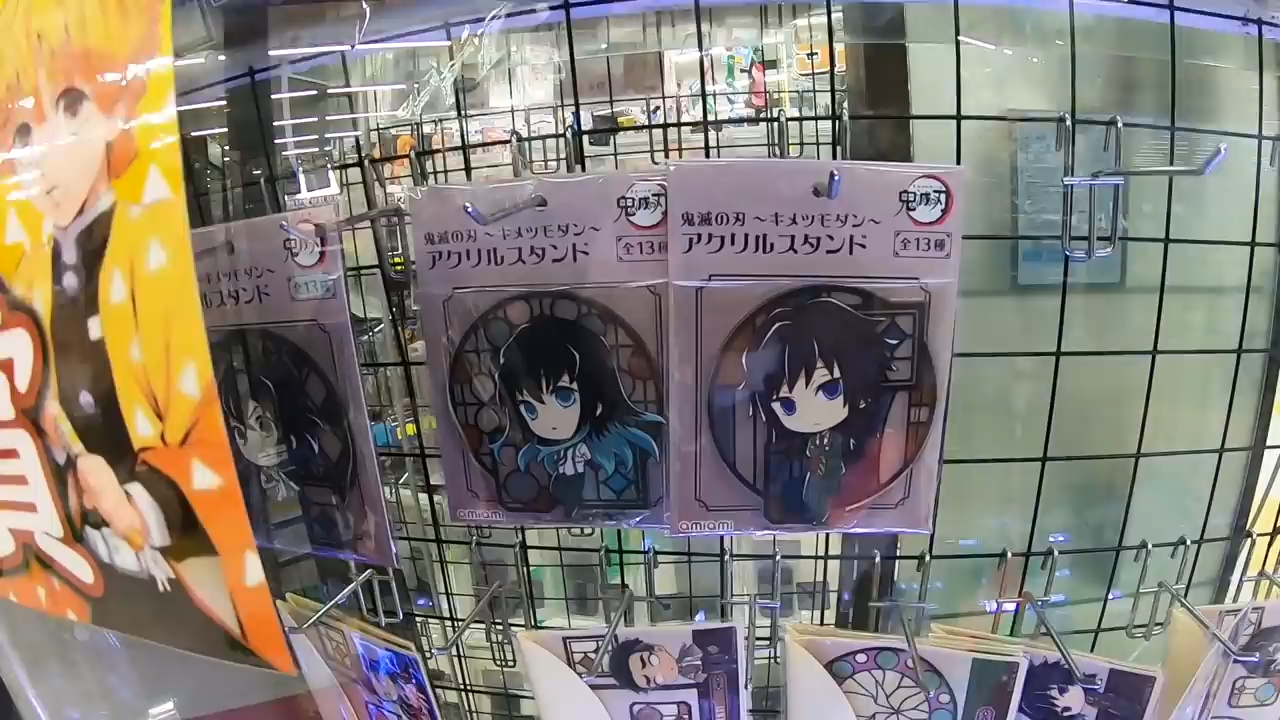 鬼滅の刃
鬼滅の刃 ～キメツモダン～
アクリルスタンド
全13種
amiami
鬼滅の刃
鬼滅の刃 ～キメツモダン～
アクリルスタンド
全13種
amiami
～キメツモダン～
ルスタンド
全13種